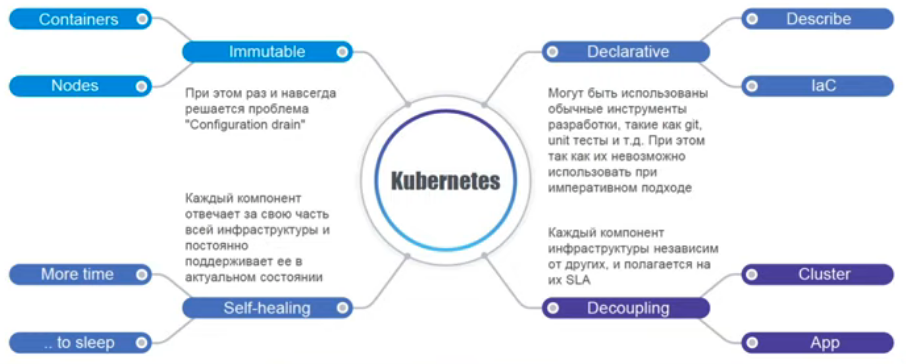 Containers
Immutable
Nodes
При этом раз и навсегда
решается проблема
"Configuration drain"
Declarative
Describe
IaC
Могут быть использованы
обычные инструменты
разработки, такие как git,
unit тесты и т.д. При этом
так как их невозможно
использовать при
императивном подходе
Kubernetes
Каждый компонент
отвечает за свою часть
всей инфраструктуры и
постоянно
поддерживает ее в
актуальном состоянии
More time
Self-healing
.. to sleep
Каждый компонент
инфраструктуры независим
от других, и полагается на
их SLA
Cluster
Decoupling
App